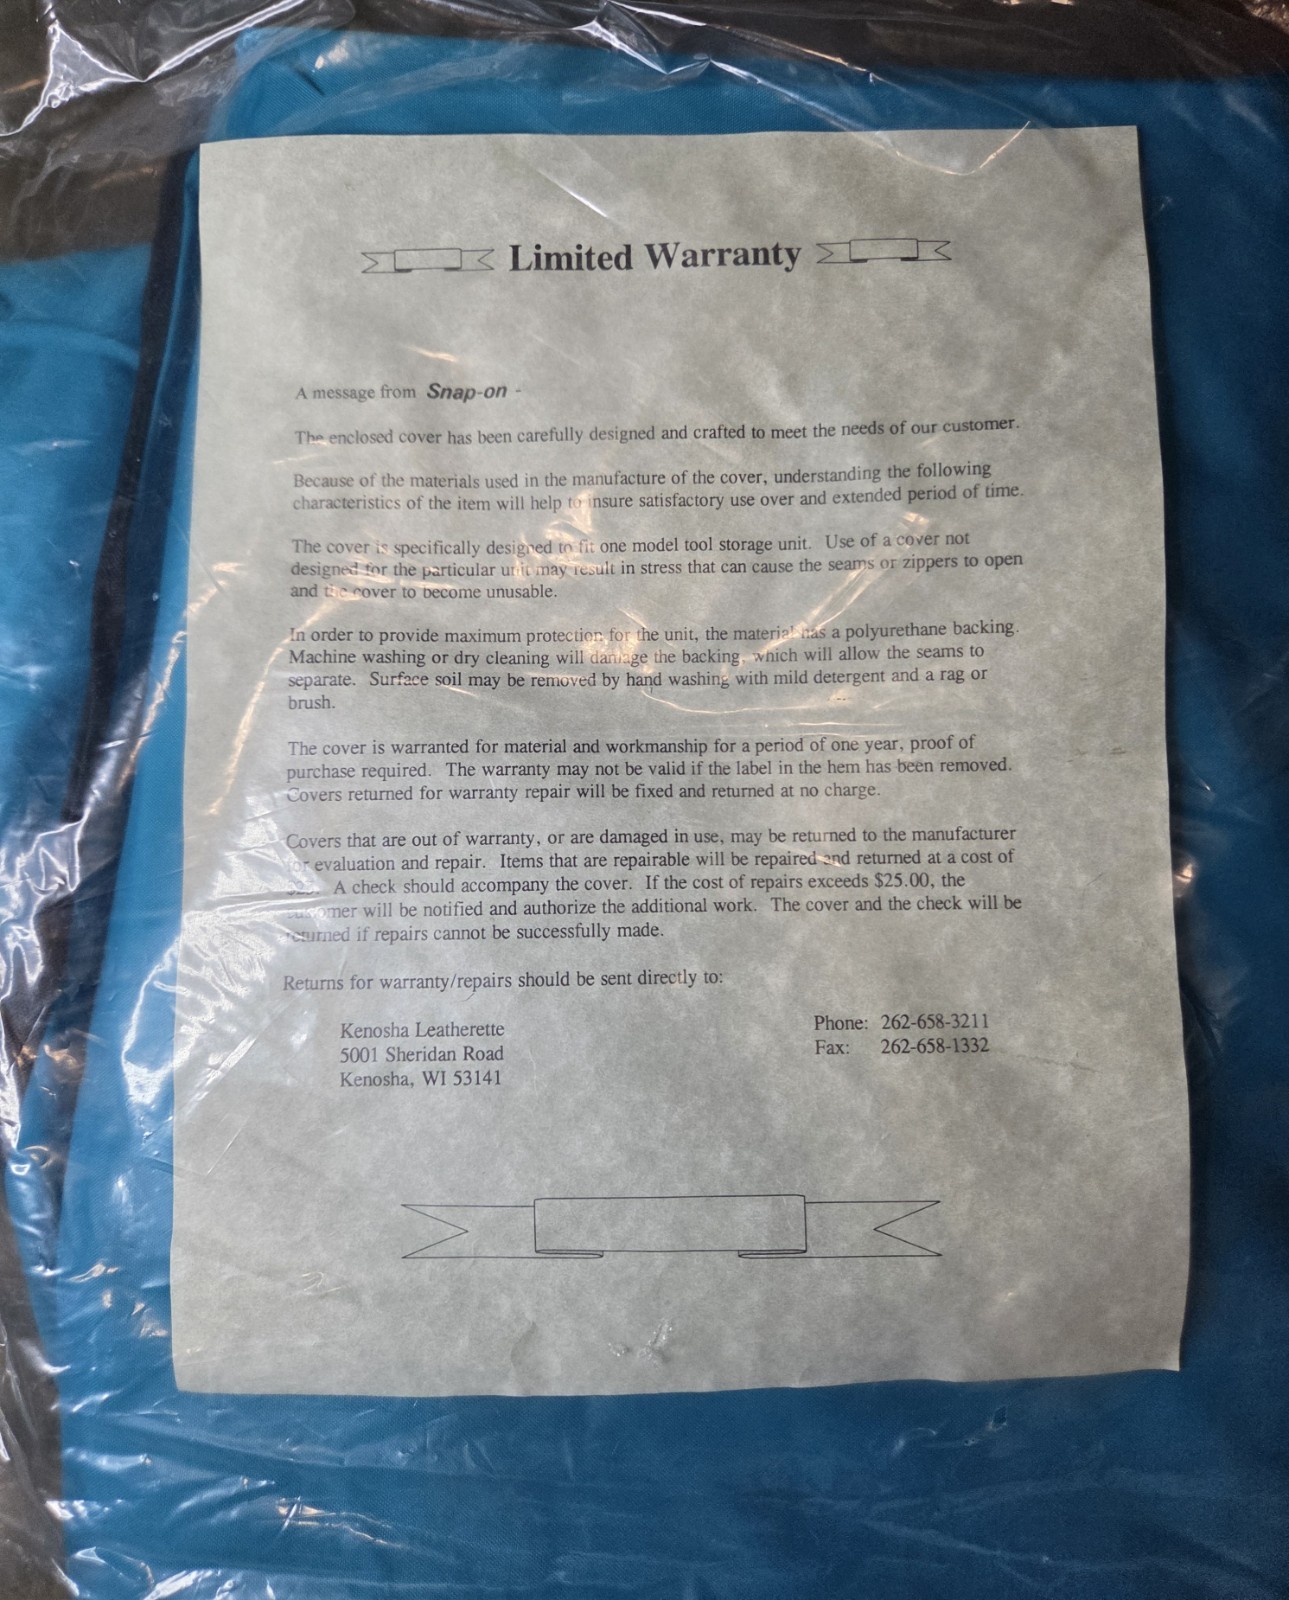 Limited Warranty
A message from Snap-on -
The enclosed cover has been carefully designed and crafted to meet the needs of our customer.
Because of the materials used in the manufacture of the cover, understanding the following
characteristics of the item will help to insure satisfactory use over and extended period of time.
The cover is specifically designed to fit one model tool storage unit. Use of a cover not
designed for the particular unit may result in stress that can cause the seams or zippers to open
and the cover to become unusable.
In order to provide maximum protection for the unit, the material has a polyurethane backing.
Machine washing or dry cleaning will damage the backing, which will allow the seams to
separate. Surface soil may be removed by hand washing with mild detergent and a rag or
brush.
The cover is warranted for material and workmanship for a period of one year, proof of
purchase required. The warranty may not be valid if the label in the hem has been removed.
Covers returned for warranty repair will be fixed and returned at no charge.
Covers that are out of warranty, or are damaged in use, may be returned to the manufacturer
for evaluation and repair. Items that are repairable will be repaired and returned at a cost of
A check should accompany the cover. If the cost of repairs exceeds $25.00, the
customer will be notified and authorize the additional work. The cover and the check will be
returned if repairs cannot be successfully made.
Returns for warranty/repairs should be sent directly to:
Kenosha Leatherette
5001 Sheridan Road
Kenosha, WI 53141
Phone: 262-658-3211
Fax: 262-658-1332